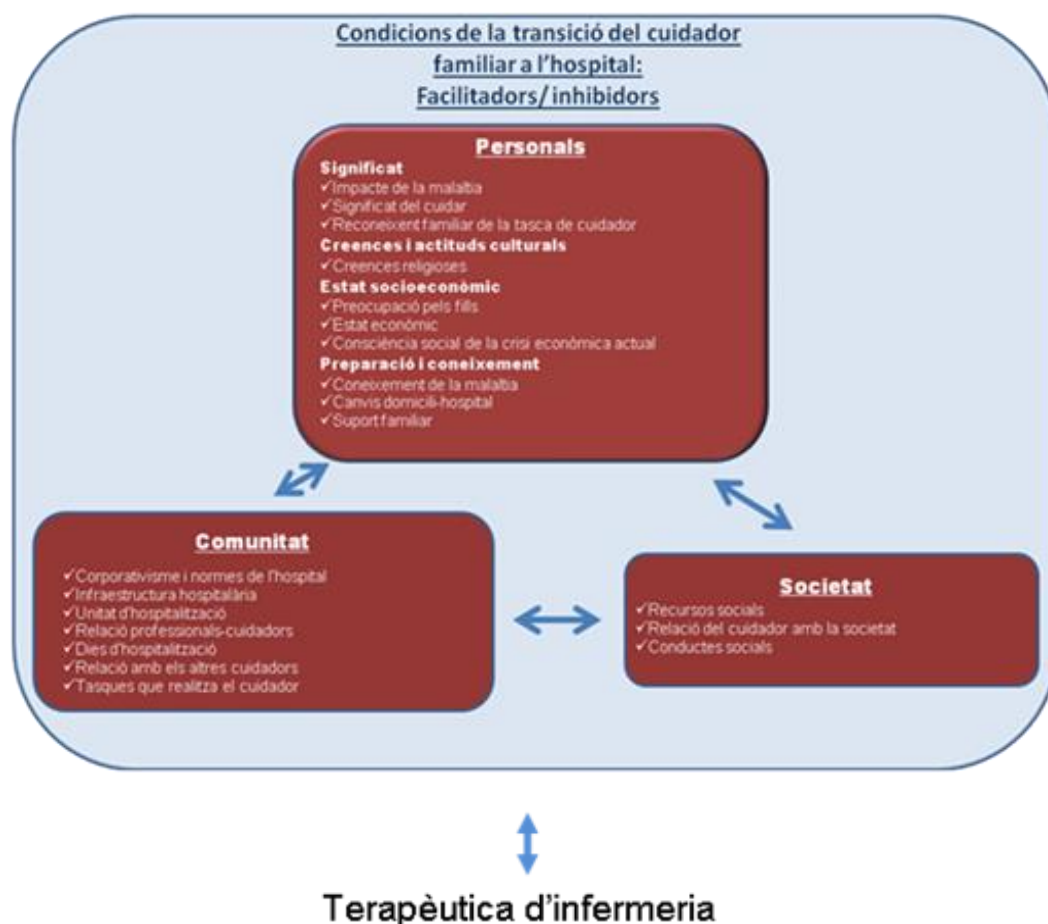 Condicions de la transició del cuidador
familiar a l'hospital:
Facilitadors/ inhibidors
Personals
Significat
✓Impacte de la malaltia
✓Significat del cuidar
✓Reconeixent familiar de la tasca de cuidador
Creences i actituds culturals
✓Creences religioses
Estat socioeconòmic
✓Preocupació pels fills
✓Estat econòmic
✓Consciència social de la crisi econòmica actual
Preparació i coneixement
✓Coneixement de la malaltia
✓Canvis domicili-hospital
✓Suport familiar
Comunitat
✓Corporativisme i normes de l'hospital
✓Infraestructura hospitalària
✓Unitat d'hospitalització
✓Relació professionals-cuidadors
✓Dies d'hospitalització
✓Relació amb els altres cuidadors
✓Tasques que realitza el cuidador
Societat
✓Recursos socials
✓Relació del cuidador amb la societat
✓Conductes socials
Terapèutica d'infermeria